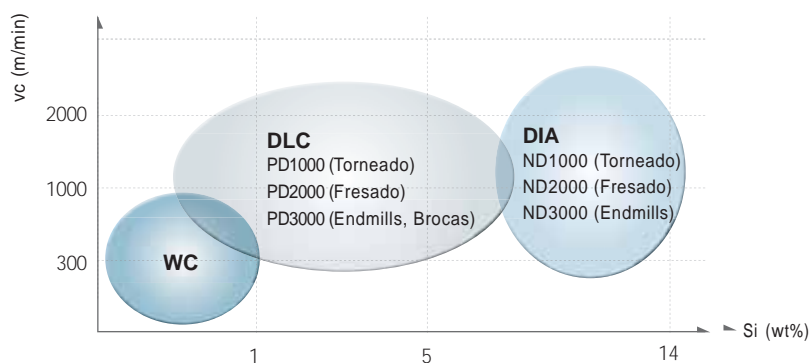 vc (m/min)
2000
1000
300
DLC
PD1000 (Torneado)
PD2000 (Fresado)
PD3000 (Endmills, Brocas)
DIA
ND1000 (Torneado)
ND2000 (Fresado)
ND3000 (Endmills)
WC
1
5
14
Si (wt%)